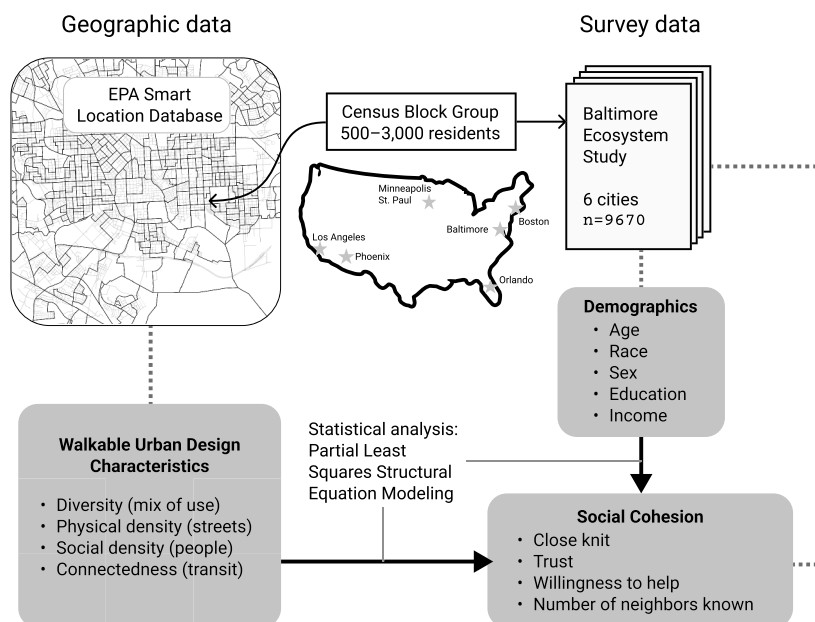 Geographic data
Survey data
EPA Smart
Location Database
Census Block Group
500–3,000 residents
Baltimore
Ecosystem
Study
6 cities
n=9670
Minneapolis
St. Paul
Boston
Baltimore
Los Angeles
Phoenix
Orlando
Demographics
• Age
• Race
• Sex
• Education
• Income
Walkable Urban Design
Characteristics
• Diversity (mix of use)
• Physical density (streets)
• Social density (people)
• Connectedness (transit)
Statistical analysis:
Partial Least
Squares Structural
Equation Modeling
Social Cohesion
• Close knit
• Trust
• Willingness to help
• Number of neighbors known